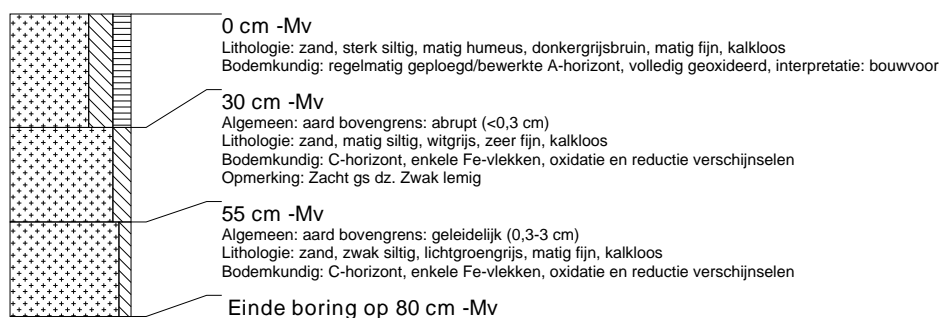 0 cm -Mv
Lithologie: zand, sterk siltig, matig humeus, donkergrijsbruin, matig fijn, kalkloos
Bodemkundig: regelmatig geploegd/bewerkte A-horizont, volledig geoxideerd, interpretatie: bouwvoor
30 cm -Mv
Algemeen: aard bovengrens: abrupt (<0,3 cm)
Lithologie: zand, matig siltig, witgrijs, zeer fijn, kalkloos
Bodemkundig: C-horizont, enkele Fe-vlekken, oxidatie en reductie verschijnselen
Opmerking: Zacht gs dz. Zwak lemig
55 cm -Mv
Algemeen: aard bovengrens: geleidelijk (0,3-3 cm)
Lithologie: zand, zwak siltig, lichtgroengrijs, matig fijn, kalkloos
Bodemkundig: C-horizont, enkele Fe-vlekken, oxidatie en reductie verschijnselen
Einde boring op 80 cm -Mv